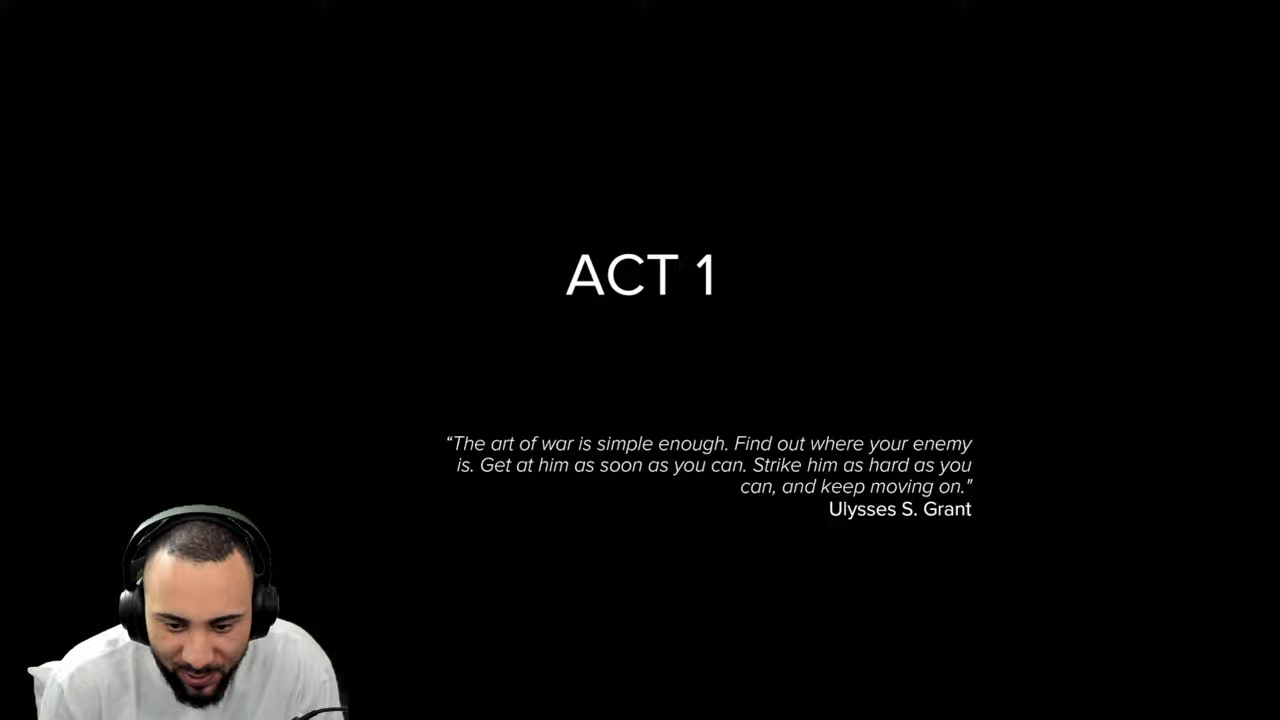 ACT 1
“The art of war is simple enough. Find out where your enemy
is. Get at him as soon as you can. Strike him as hard as you
can, and keep moving on."
Ulysses S. Grant